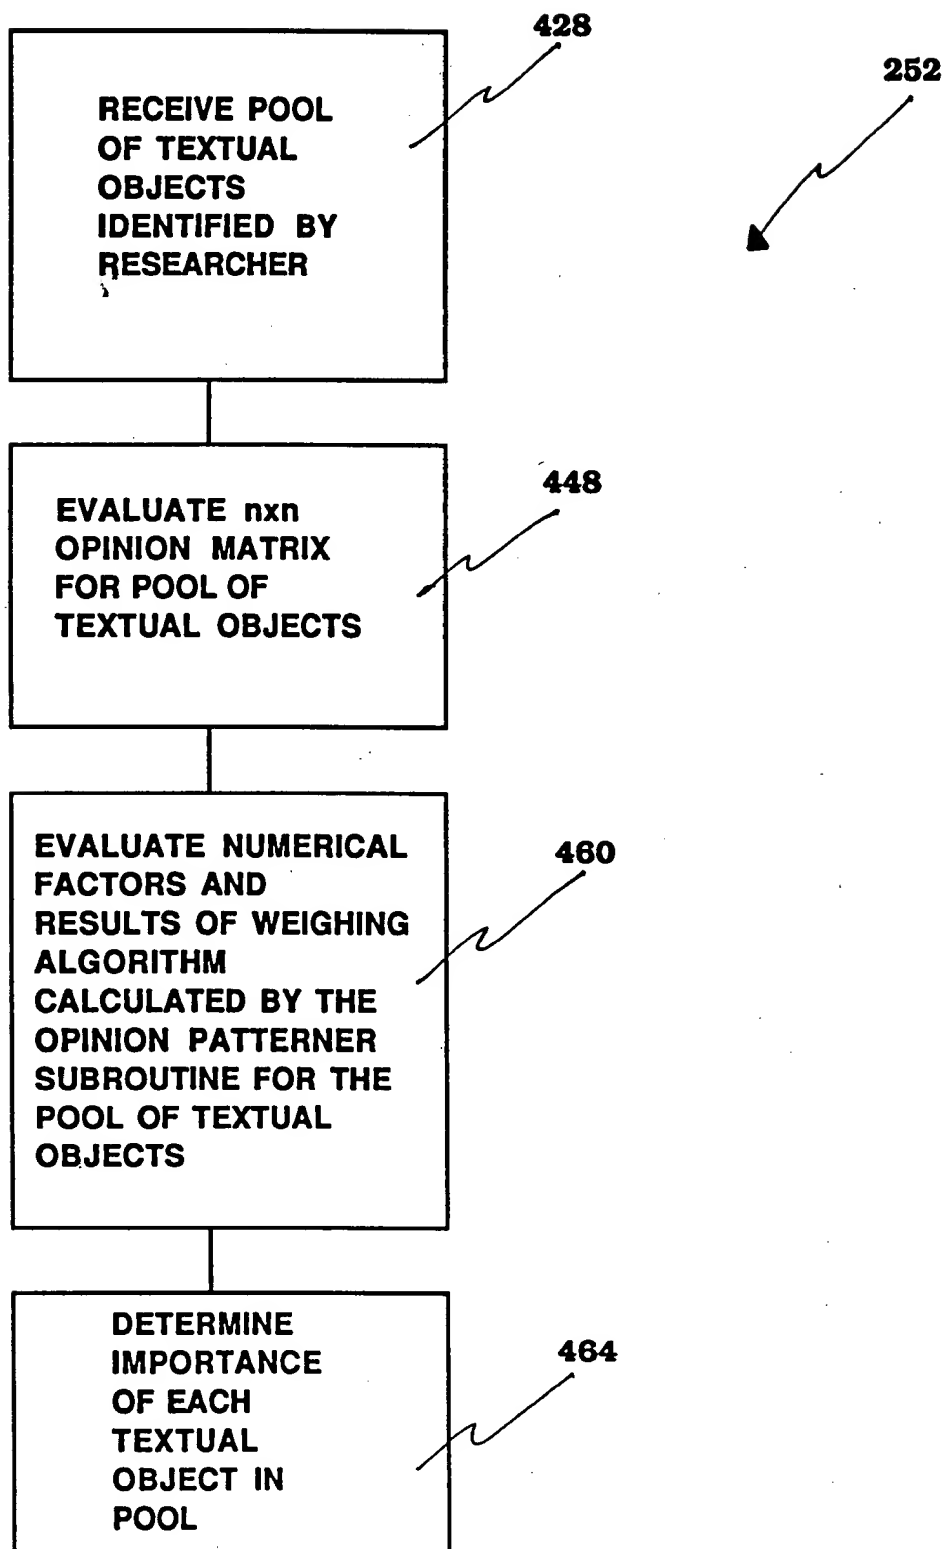 428
252
RECEIVE POOL
OF TEXTUAL
OBJECTS
IDENTIFIED BY
RESEARCHER
448
EVALUATE nxn
OPINION MATRIX
FOR POOL OF
TEXTUAL OBJECTS
460
EVALUATE NUMERICAL
FACTORS AND
RESULTS OF WEIGHING
ALGORITHM
CALCULATED BY THE
OPINION PATTERNER
SUBROUTINE FOR THE
POOL OF TEXTUAL
OBJECTS
464
DETERMINE
IMPORTANCE
OF EACH
TEXTUAL
OBJECT IN
POOL